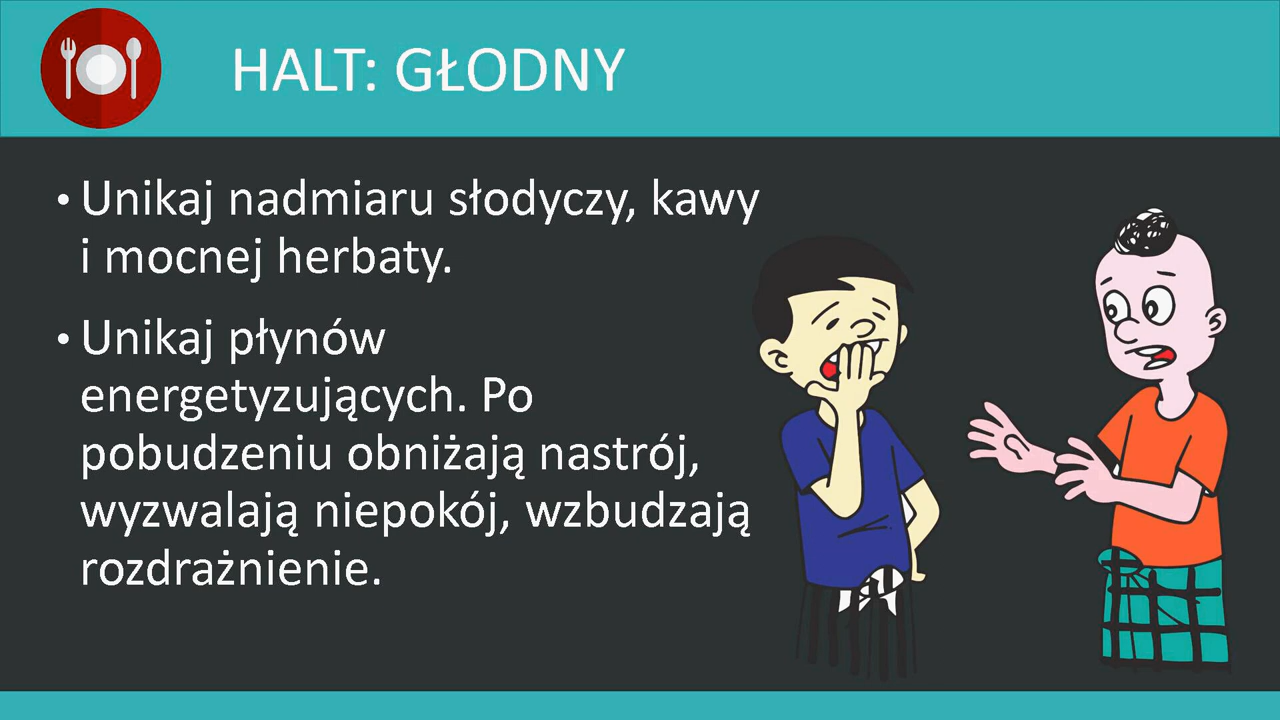 HALT: GŁODNY
• Unikaj nadmiaru słodyczy, kawy
i mocnej herbaty.
• Unikaj płynów
energetyzujących. Po
pobudzeniu obniżają nastrój,
wyzwalają niepokój, wzbudzają
rozdrażnienie.